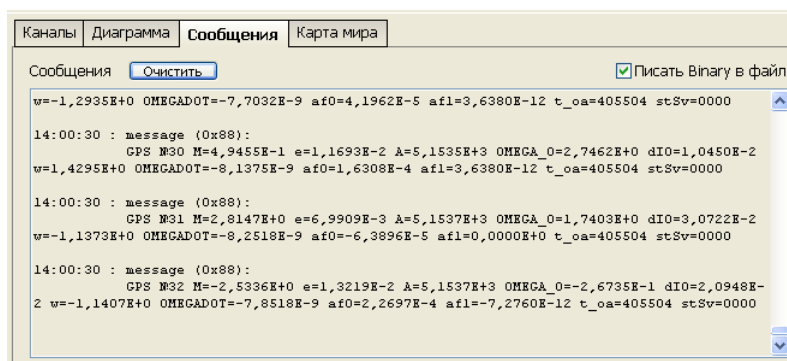 Каналы Диаграмма Сообщения Карта мира
Сообщения Очистить Писать Binary в файл
w=-1,2935E+0 OMEGADOT=-7,7032E-9 af0=4,1962E-5 af1=3,6380E-12 t_oa=405504 stSv=0000
14:00:30 : message (0x88):
GPS №30 M=4,9455E-1 e=1,1693E-2 A=5,1535E+3 OMEGA_0=2,7462E+0 dI0=1,0450E-2
w=1,4295E+0 OMEGADOT=-8,1375E-9 af0=1,6308E-4 af1=3,6380E-12 t_oa=405504 stSv=0000
14:00:30 : message (0x88):
GPS №31 M=2,8147E+0 e=6,9909E-3 A=5,1537E+3 OMEGA_0=1,7403E+0 dI0=3,0722E-2
w=-1,1373E+0 OMEGADOT=-8,2518E-9 af0=-6,3896E-5 af1=0,0000E+0 t_oa=405504 stSv=0000
14:00:30 : message (0x88):
GPS №32 M=-2,5336E+0 e=1,3219E-2 A=5,1537E+3 OMEGA_0=-2,6735E-1 dI0=2,0948E-
2 w=-1,1407E+0 OMEGADOT=-7,8518E-9 af0=2,2697E-4 af1=-7,2760E-12 t_oa=405504 stSv=0000